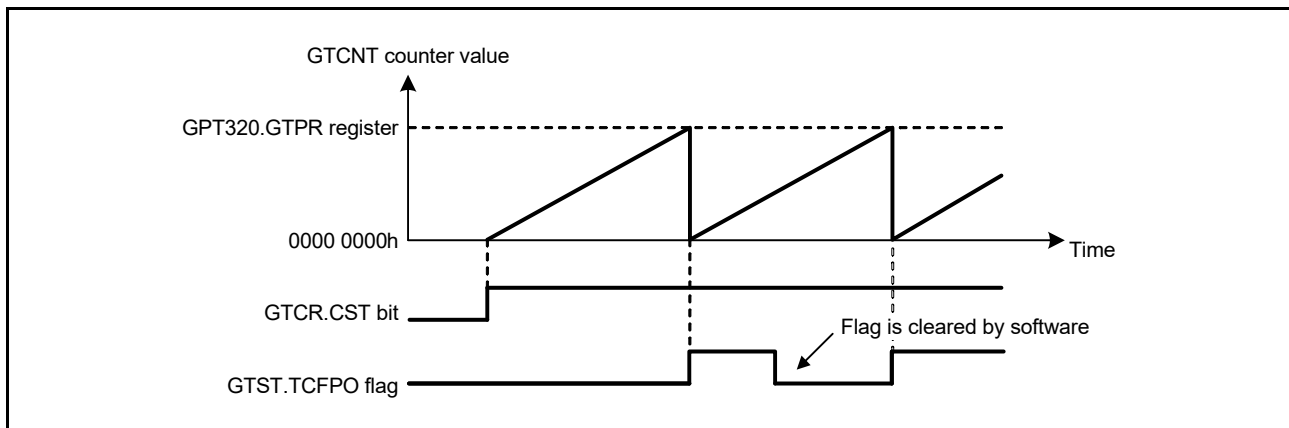 GTCNT counter value
GPT320.GTPR register
0000 0000h
Time
GTCR.CST bit
Flag is cleared by software
GTST.TCFPO flag